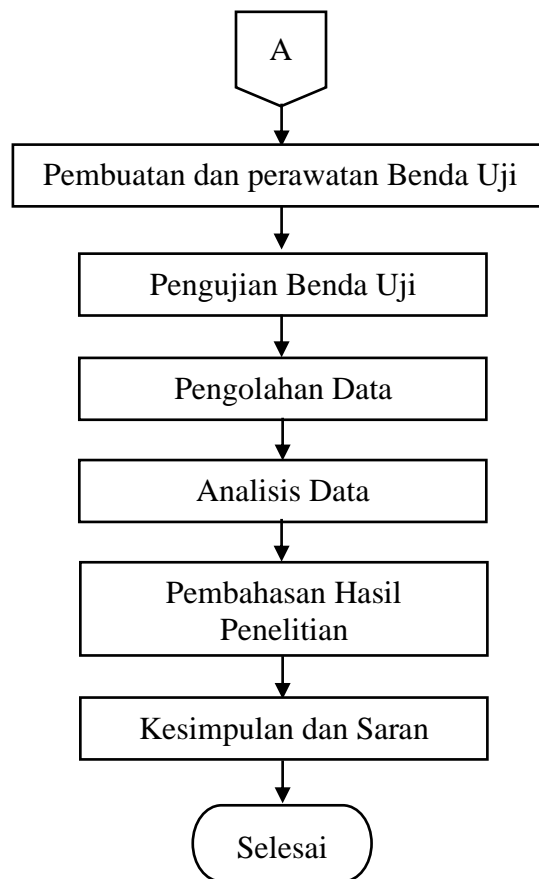 A
Pembuatan dan perawatan Benda Uji
Pengujian Benda Uji
Pengolahan Data
Analisis Data
Pembahasan Hasil
Penelitian
Kesimpulan dan Saran
Selesai